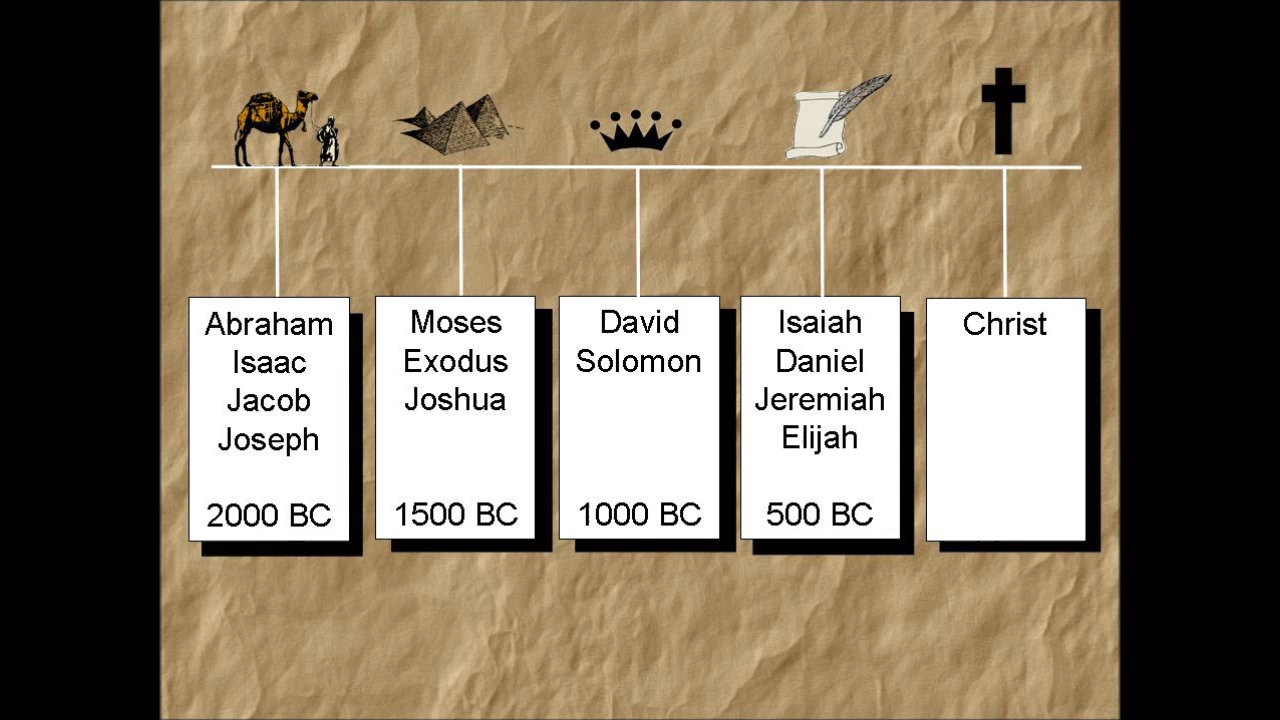 Abraham
Isaac
Jacob
Joseph
2000 BC
Moses
Exodus
Joshua
1500 BC
David
Solomon
1000 BC
Isaiah
Daniel
Jeremiah
Elijah
500 BC
Christ